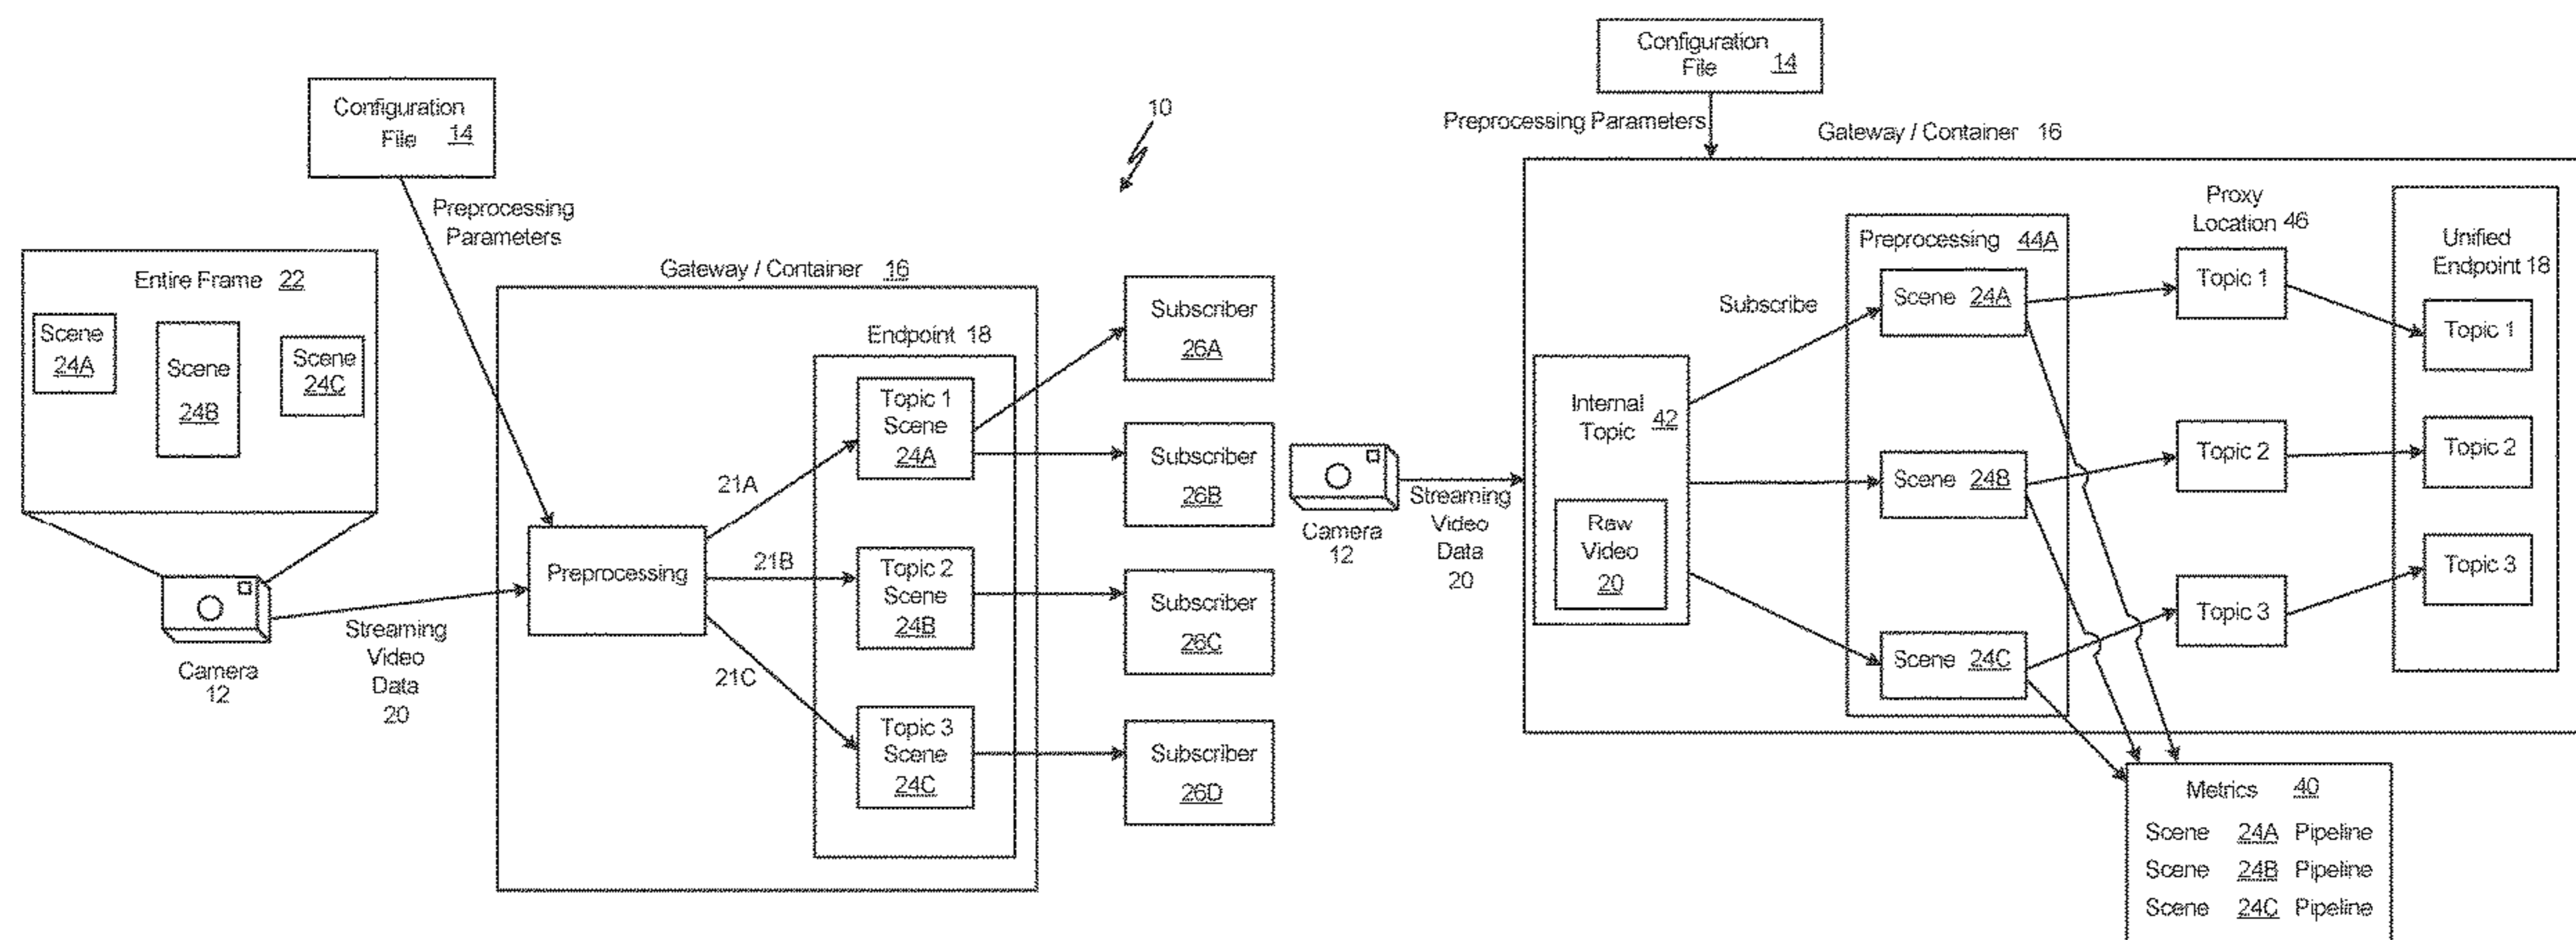 Configuration
File 14
Preprocessing
Parameters
10
Entire Frame 22
Scene
24A
Scene
24B
Scene
24C
Camera
12
Streaming
Video
Data
20
Gateway / Container 16
Preprocessing
21A
21B
21C
Endpoint 18
Topic 1
Scene
24A
Topic 2
Scene
24B
Topic 3
Scene
24C
Subscriber
26A
Subscriber
26B
Subscriber
26C
Subscriber
26D
Configuration
File 14
Preprocessing Parameters
Gateway / Container 16
Camera
12
Streaming
Video
Data
20
Internal
Topic 42
Raw
Video
20
Subscribe
Preprocessing 44A
Scene 24A
Scene 24B
Scene 24C
Proxy
Location 46
Topic 1
Topic 2
Topic 3
Unified
Endpoint 18
Topic 1
Topic 2
Topic 3
Metrics 40
Scene 24A Pipeline
Scene 24B Pipeline
Scene 24C Pipeline